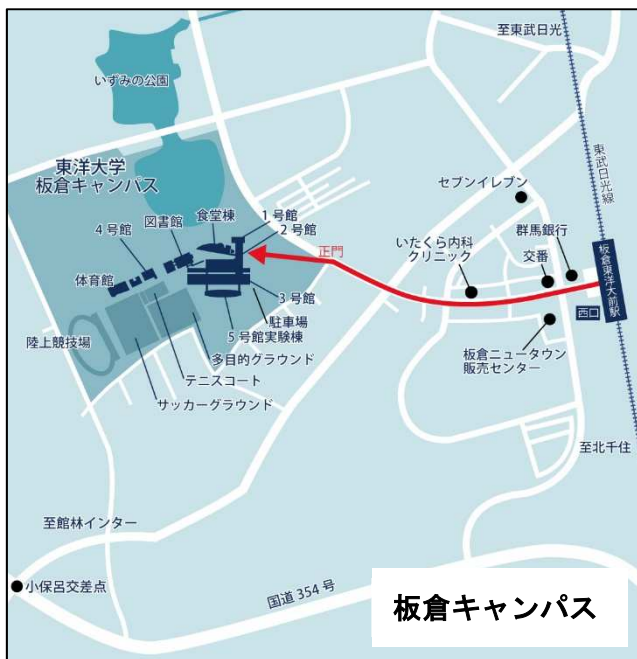 至東武日光
いずみの公園
東武日光線
東洋大学
板倉キャンパス
セブンイレブン
食堂棟
1号館
図書館
2号館
4号館
正門
いたくら内科
クリニック
群馬銀行
交番
板倉東洋大前駅
体育館
3号館
西口
駐車場
5号館実験棟
陸上競技場
多目的グラウンド
板倉ニュータウン
販売センター
テニスコート
サッカーグラウンド
至北千住
至館林インター
小保呂交差点
国道354号
板倉キャンパス